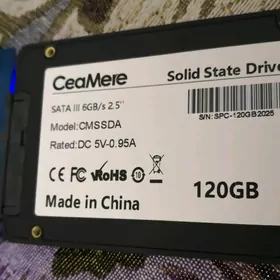 CeaMere
Solid State Drive
SATA III 6GB/s 2.5"
Model:CMSSDA
S/N: SPC-120GB2025
Rated:DC 5V-0.95A
CE FC RoHS 10
120GB
Made in China